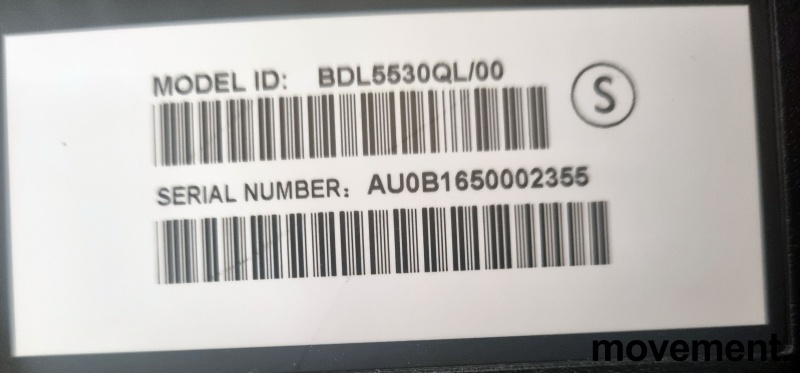 MODEL ID: BDL5530QL/00
S
SERIAL NUMBER: AU0B1650002355
movement